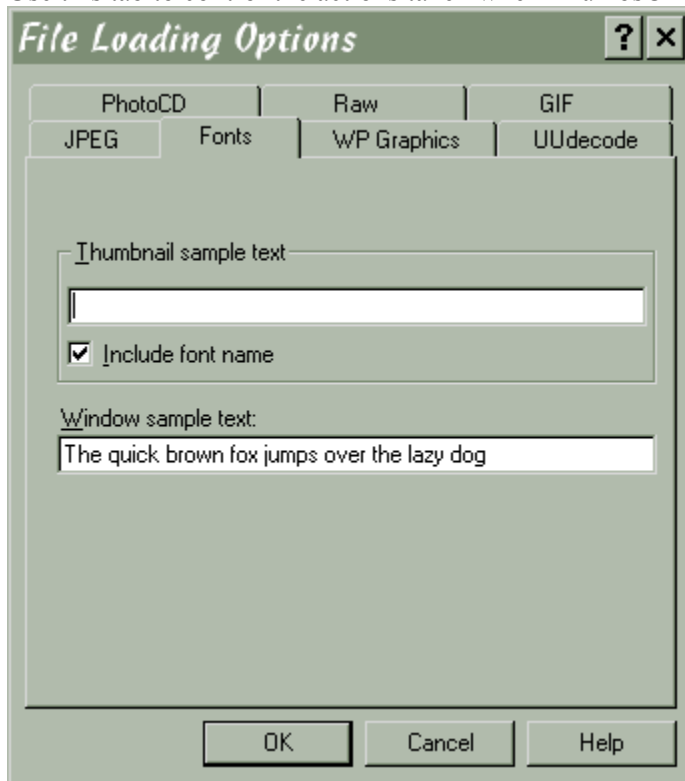 File Loading Options
PhotoCD Raw GIF
JPEG Fonts WP Graphics UUdecode
Thumbnail sample text
Include font name
Window sample text:
The quick brown fox jumps over the lazy dog
OK Cancel Help